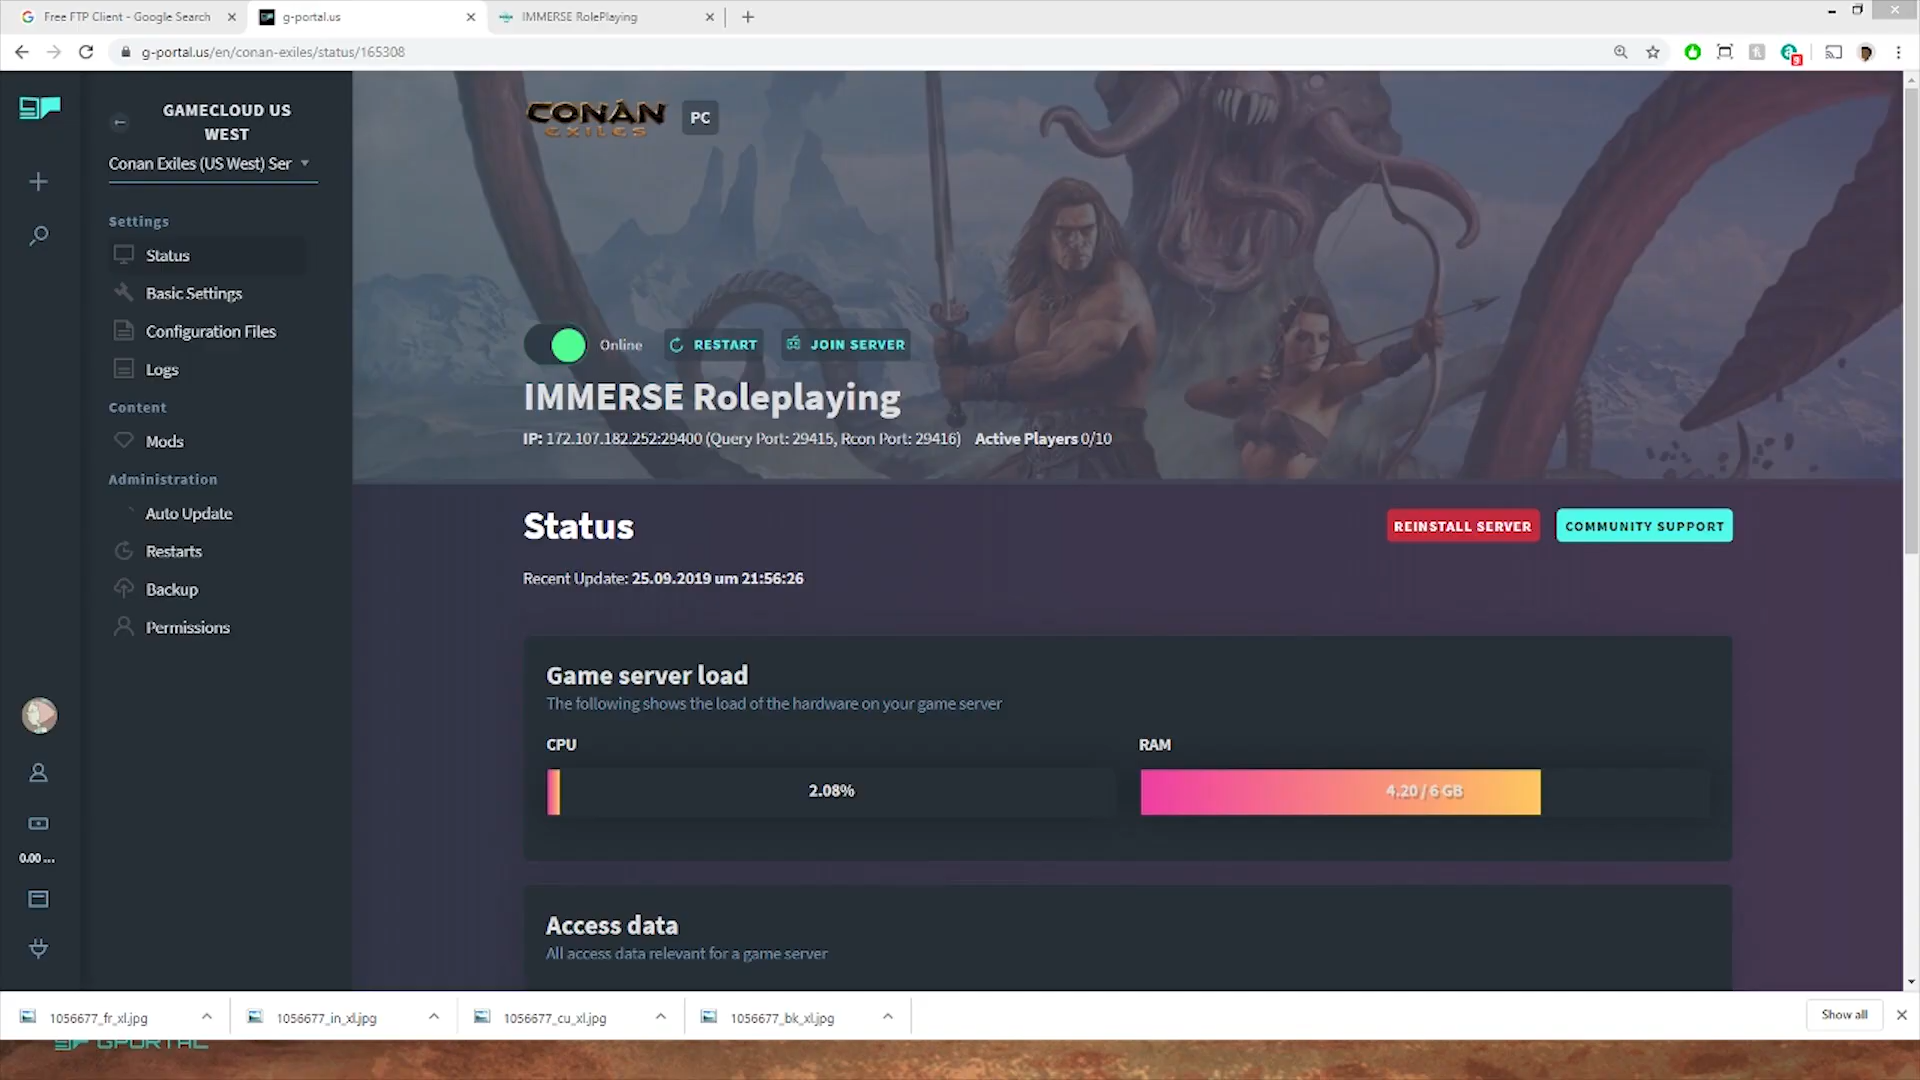 Free FTP Client - Google Search
g-portal.us
IMMERSE RolePlaying
g-portal.us/en/conan-exiles/status/165308
GAMECLOUD US
WEST
Conan Exiles (US West) Ser
Settings
Status
Basic Settings
Configuration Files
Logs
Content
Mods
Administration
Auto Update
Restarts
Backup
Permissions
0.00 ...
CONAN
EXILES
PC
Online
RESTART
JOIN SERVER
IMMERSE Roleplaying
IP: 172.107.182.252:29400 (Query Port: 29415, Rcon Port: 29416) Active Players 0/10
Status
REINSTALL SERVER
COMMUNITY SUPPORT
Recent Update: 25.09.2019 um 21:56:26
Game server load
The following shows the load of the hardware on your game server
CPU
2.08%
RAM
4.20 / 6 GB
Access data
All access data relevant for a game server
1056677_fr_xl.jpg
1056677_in_xl.jpg
1056677_cu_xl.jpg
1056677_bk_xl.jpg
Show all
GPORTAL